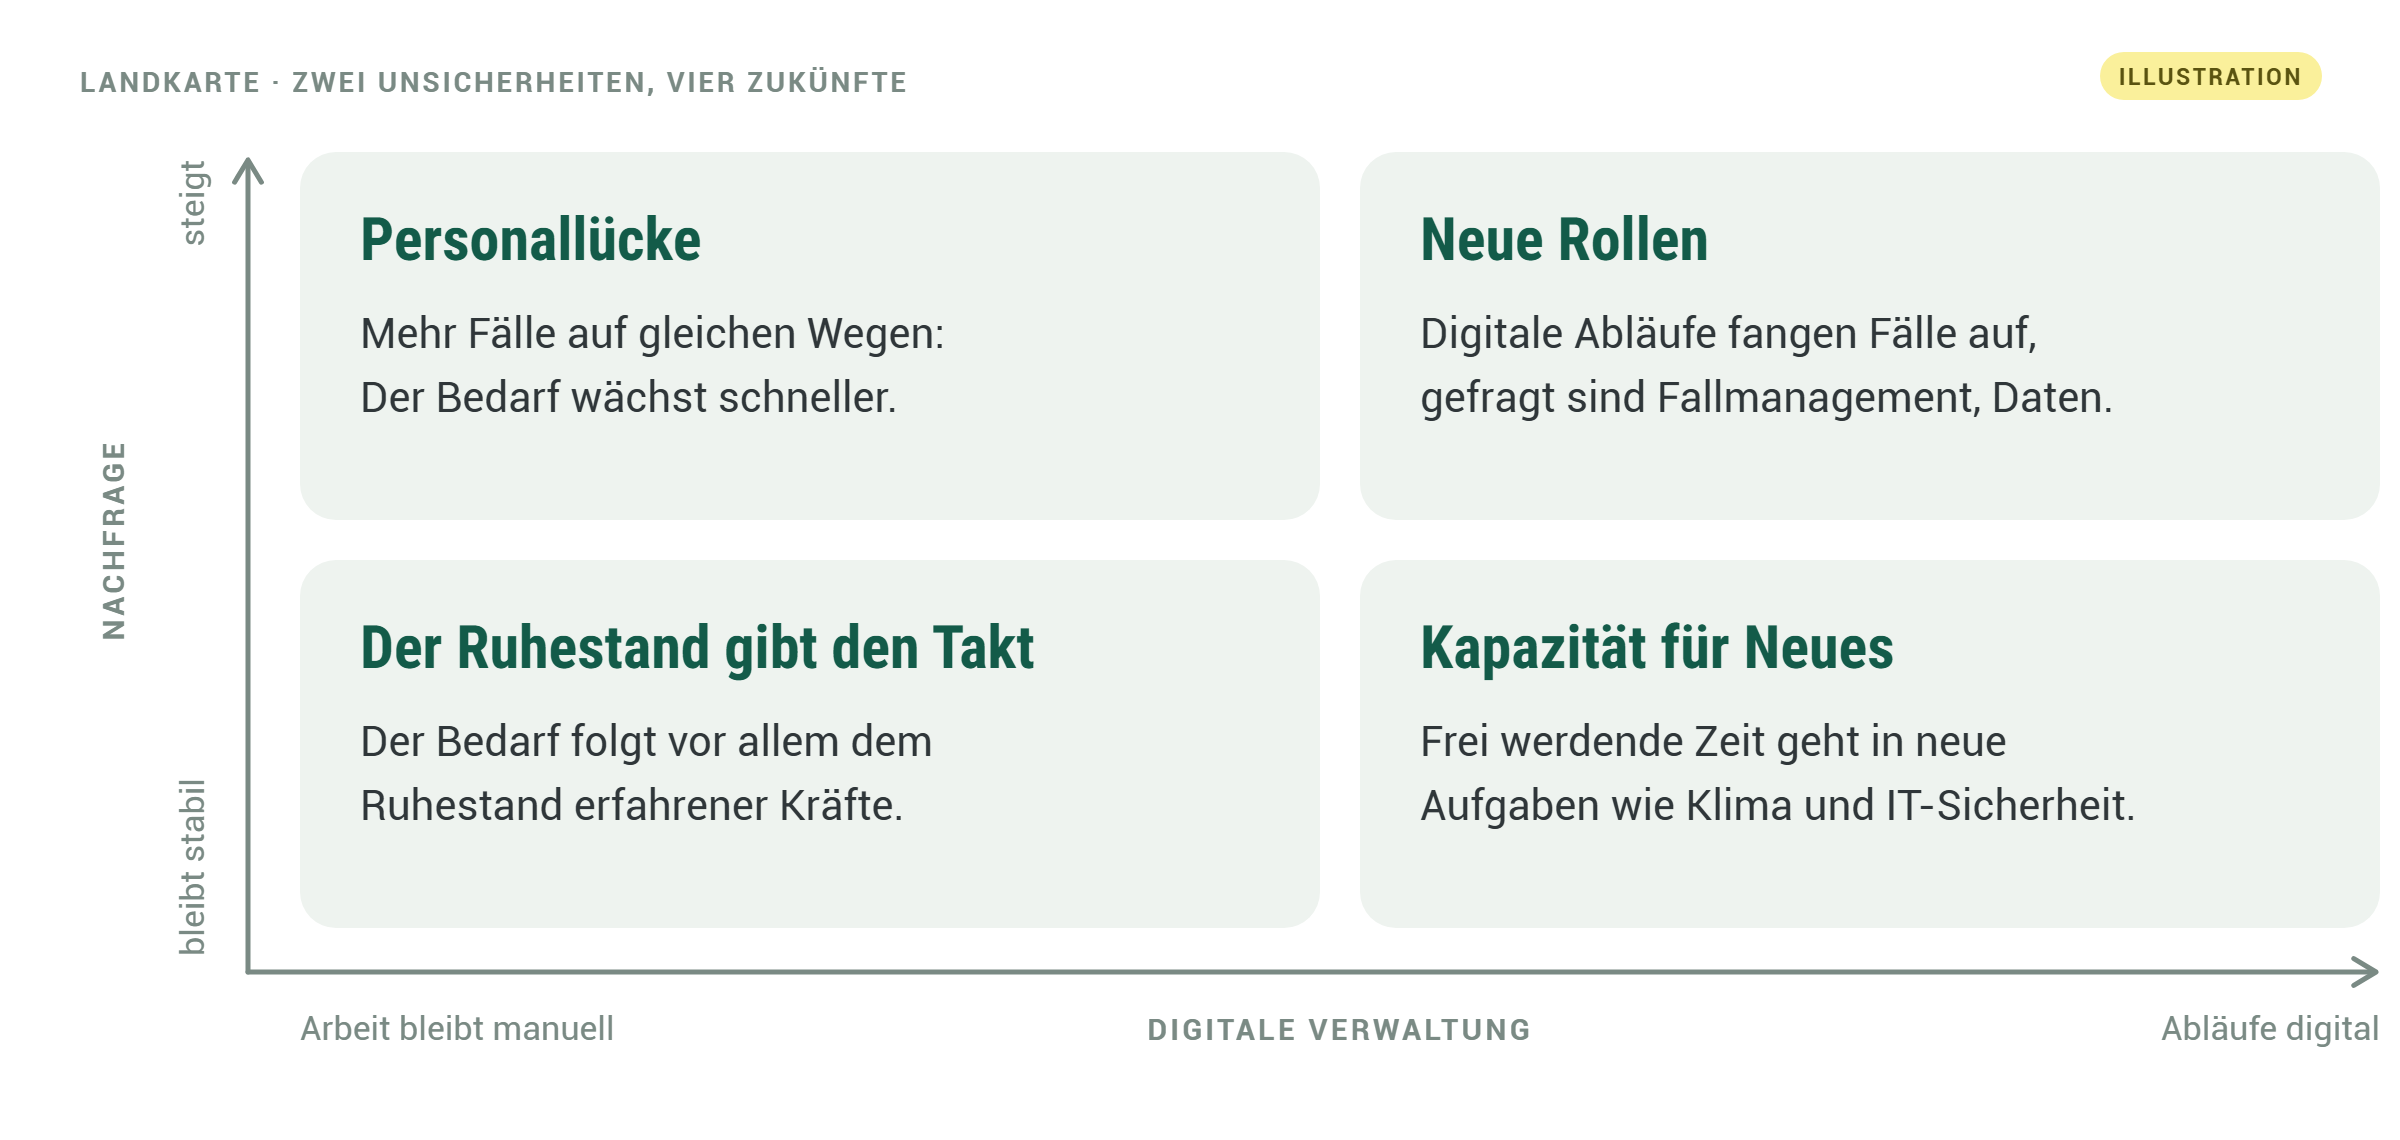 LANDKARTE · ZWEI UNSICHERHEITEN, VIER ZUKÜNFTE
ILLUSTRATION
NACHFRAGE
steigt
bleibt stabil
Personallücke
Mehr Fälle auf gleichen Wegen:
Der Bedarf wächst schneller.
Neue Rollen
Digitale Abläufe fangen Fälle auf,
gefragt sind Fallmanagement, Daten.
Der Ruhestand gibt den Takt
Der Bedarf folgt vor allem dem
Ruhestand erfahrener Kräfte.
Kapazität für Neues
Frei werdende Zeit geht in neue
Aufgaben wie Klima und IT-Sicherheit.
Arbeit bleibt manuell
DIGITALE VERWALTUNG
Abläufe digital